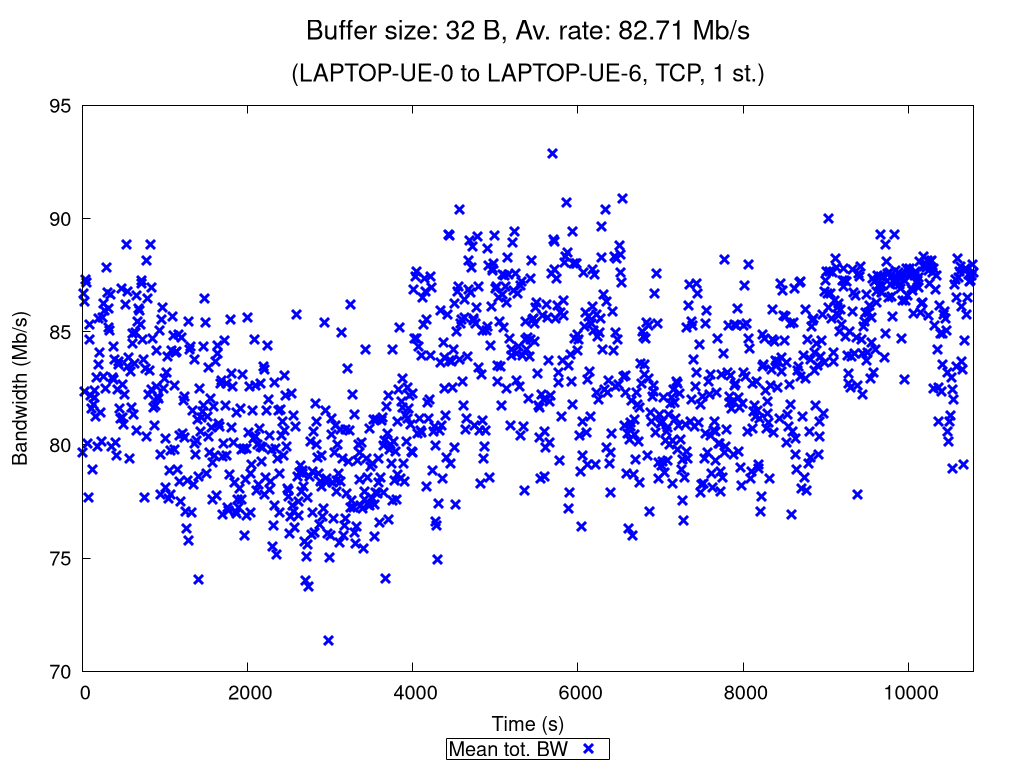 Buffer size: 32 B, Av. rate: 82.71 Mb/s
(LAPTOP-UE-0 to LAPTOP-UE-6, TCP, 1 st.)
95
90
85
80
75
70
Bandwidth (Mb/s)
0 2000 4000 6000 8000 10000
Time (s)
Mean tot. BW